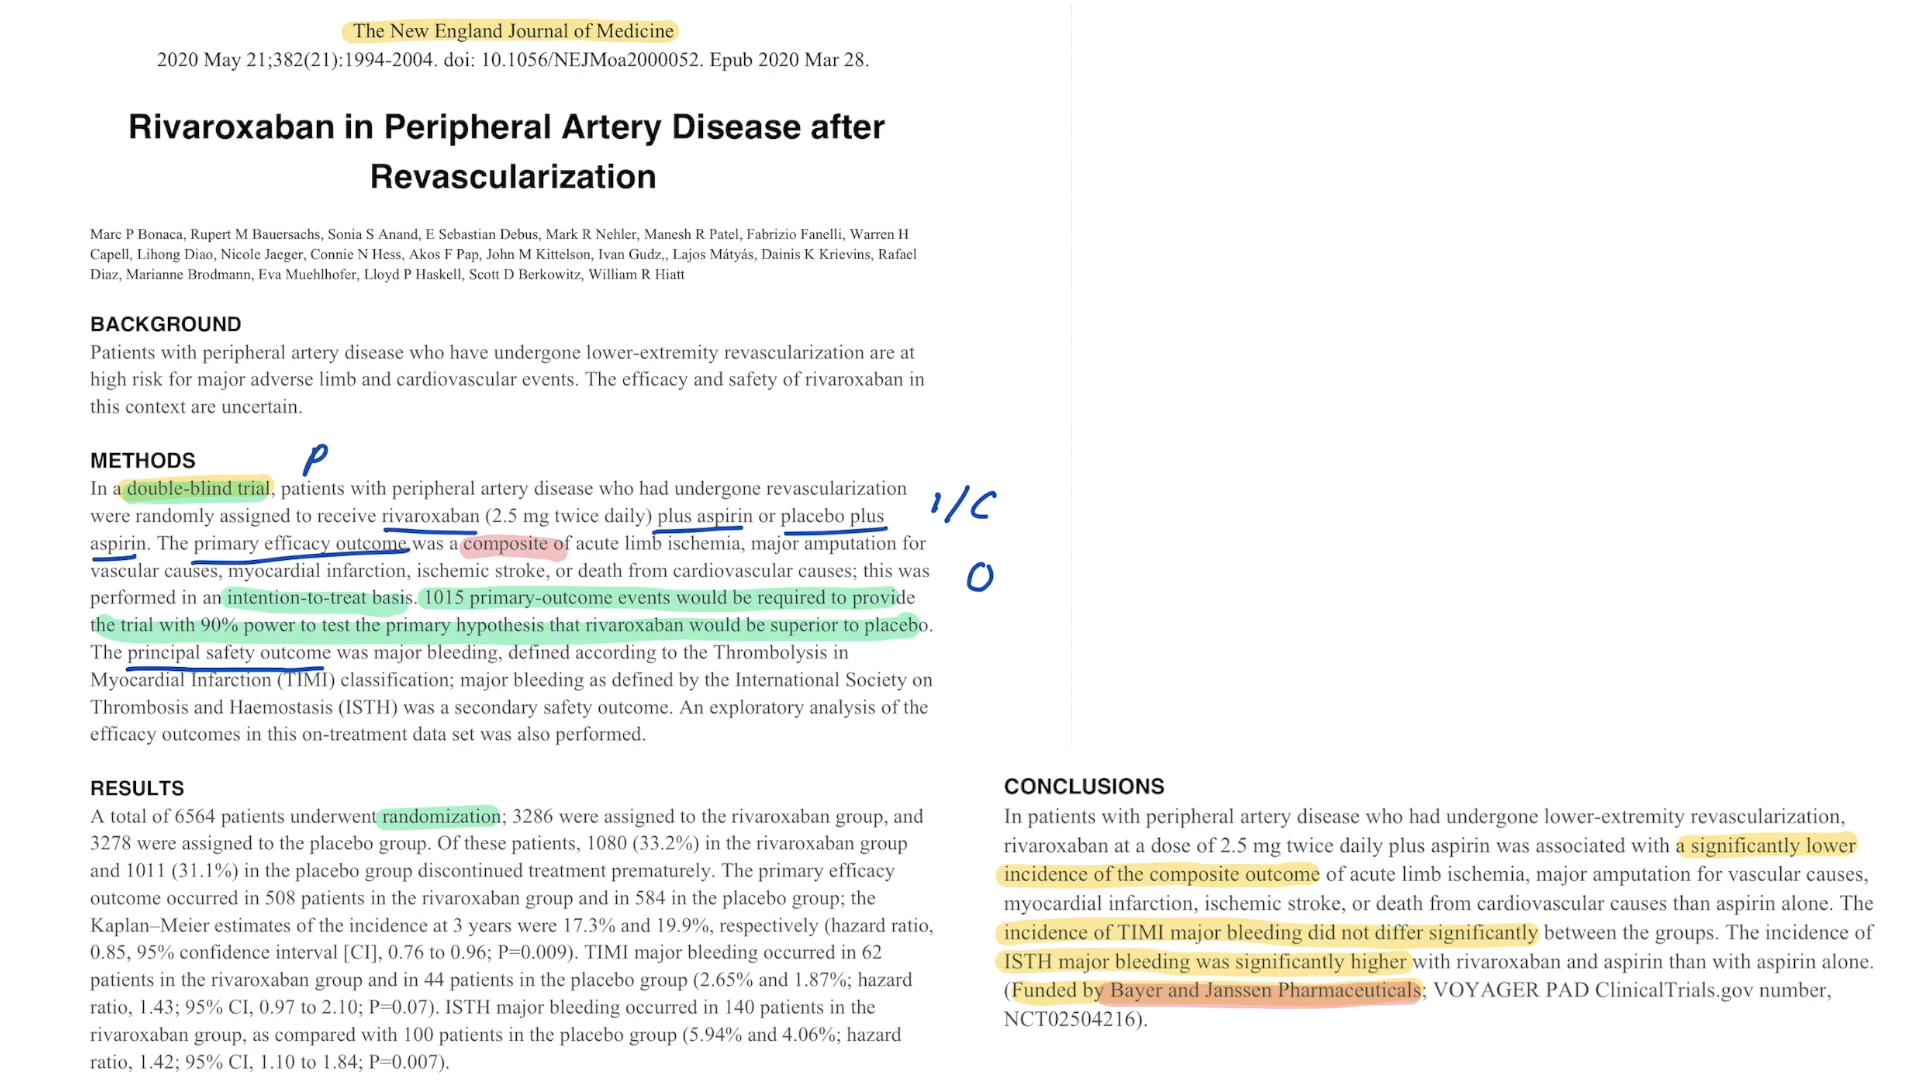 The New England Journal of Medicine
2020 May 21;382(21):1994-2004. doi: 10.1056/NEJMoa2000052. Epub 2020 Mar 28.
Rivaroxaban in Peripheral Artery Disease after
Revascularization
Marc P Bonaca, Rupert M Bauersachs, Sonia S Anand, E Sebastian Debus, Mark R Nehler, Manesh R Patel, Fabrizio Fanelli, Warren H
Capell, Lihong Diao, Nicole Jaeger, Connie N Hess, Akos F Pap, John M Kittelson, Ivan Gudz,, Lajos Mátyás, Dainis K Krievins, Rafael
Diaz, Marianne Brodmann, Eva Muehlhofer, Lloyd P Haskell, Scott D Berkowitz, William R Hiatt
BACKGROUND
Patients with peripheral artery disease who have undergone lower-extremity revascularization are at
high risk for major adverse limb and cardiovascular events. The efficacy and safety of rivaroxaban in
this context are uncertain.
METHODS
P
In a double-blind trial, patients with peripheral artery disease who had undergone revascularization
were randomly assigned to receive rivaroxaban (2.5 mg twice daily) plus aspirin or placebo plus
I/C
aspirin. The primary efficacy outcome was a composite of acute limb ischemia, major amputation for
vascular causes, myocardial infarction, ischemic stroke, or death from cardiovascular causes; this was
O
performed in an intention-to-treat basis. 1015 primary-outcome events would be required to provide
the trial with 90% power to test the primary hypothesis that rivaroxaban would be superior to placebo.
The principal safety outcome was major bleeding, defined according to the Thrombolysis in
Myocardial Infarction (TIMI) classification; major bleeding as defined by the International Society on
Thrombosis and Haemostasis (ISTH) was a secondary safety outcome. An exploratory analysis of the
efficacy outcomes in this on-treatment data set was also performed.
RESULTS
A total of 6564 patients underwent randomization; 3286 were assigned to the rivaroxaban group, and
3278 were assigned to the placebo group. Of these patients, 1080 (33.2%) in the rivaroxaban group
and 1011 (31.1%) in the placebo group discontinued treatment prematurely. The primary efficacy
outcome occurred in 508 patients in the rivaroxaban group and in 584 in the placebo group; the
Kaplan–Meier estimates of the incidence at 3 years were 17.3% and 19.9%, respectively (hazard ratio,
0.85, 95% confidence interval [CI], 0.76 to 0.96; P=0.009). TIMI major bleeding occurred in 62
patients in the rivaroxaban group and in 44 patients in the placebo group (2.65% and 1.87%; hazard
ratio, 1.43; 95% CI, 0.97 to 2.10; P=0.07). ISTH major bleeding occurred in 140 patients in the
rivaroxaban group, as compared with 100 patients in the placebo group (5.94% and 4.06%; hazard
ratio, 1.42; 95% CI, 1.10 to 1.84; P=0.007).
CONCLUSIONS
In patients with peripheral artery disease who had undergone lower-extremity revascularization,
rivaroxaban at a dose of 2.5 mg twice daily plus aspirin was associated with a significantly lower
incidence of the composite outcome of acute limb ischemia, major amputation for vascular causes,
myocardial infarction, ischemic stroke, or death from cardiovascular causes than aspirin alone. The
incidence of TIMI major bleeding did not differ significantly between the groups. The incidence of
ISTH major bleeding was significantly higher with rivaroxaban and aspirin than with aspirin alone.
(Funded by Bayer and Janssen Pharmaceuticals; VOYAGER PAD ClinicalTrials.gov number,
NCT02504216).